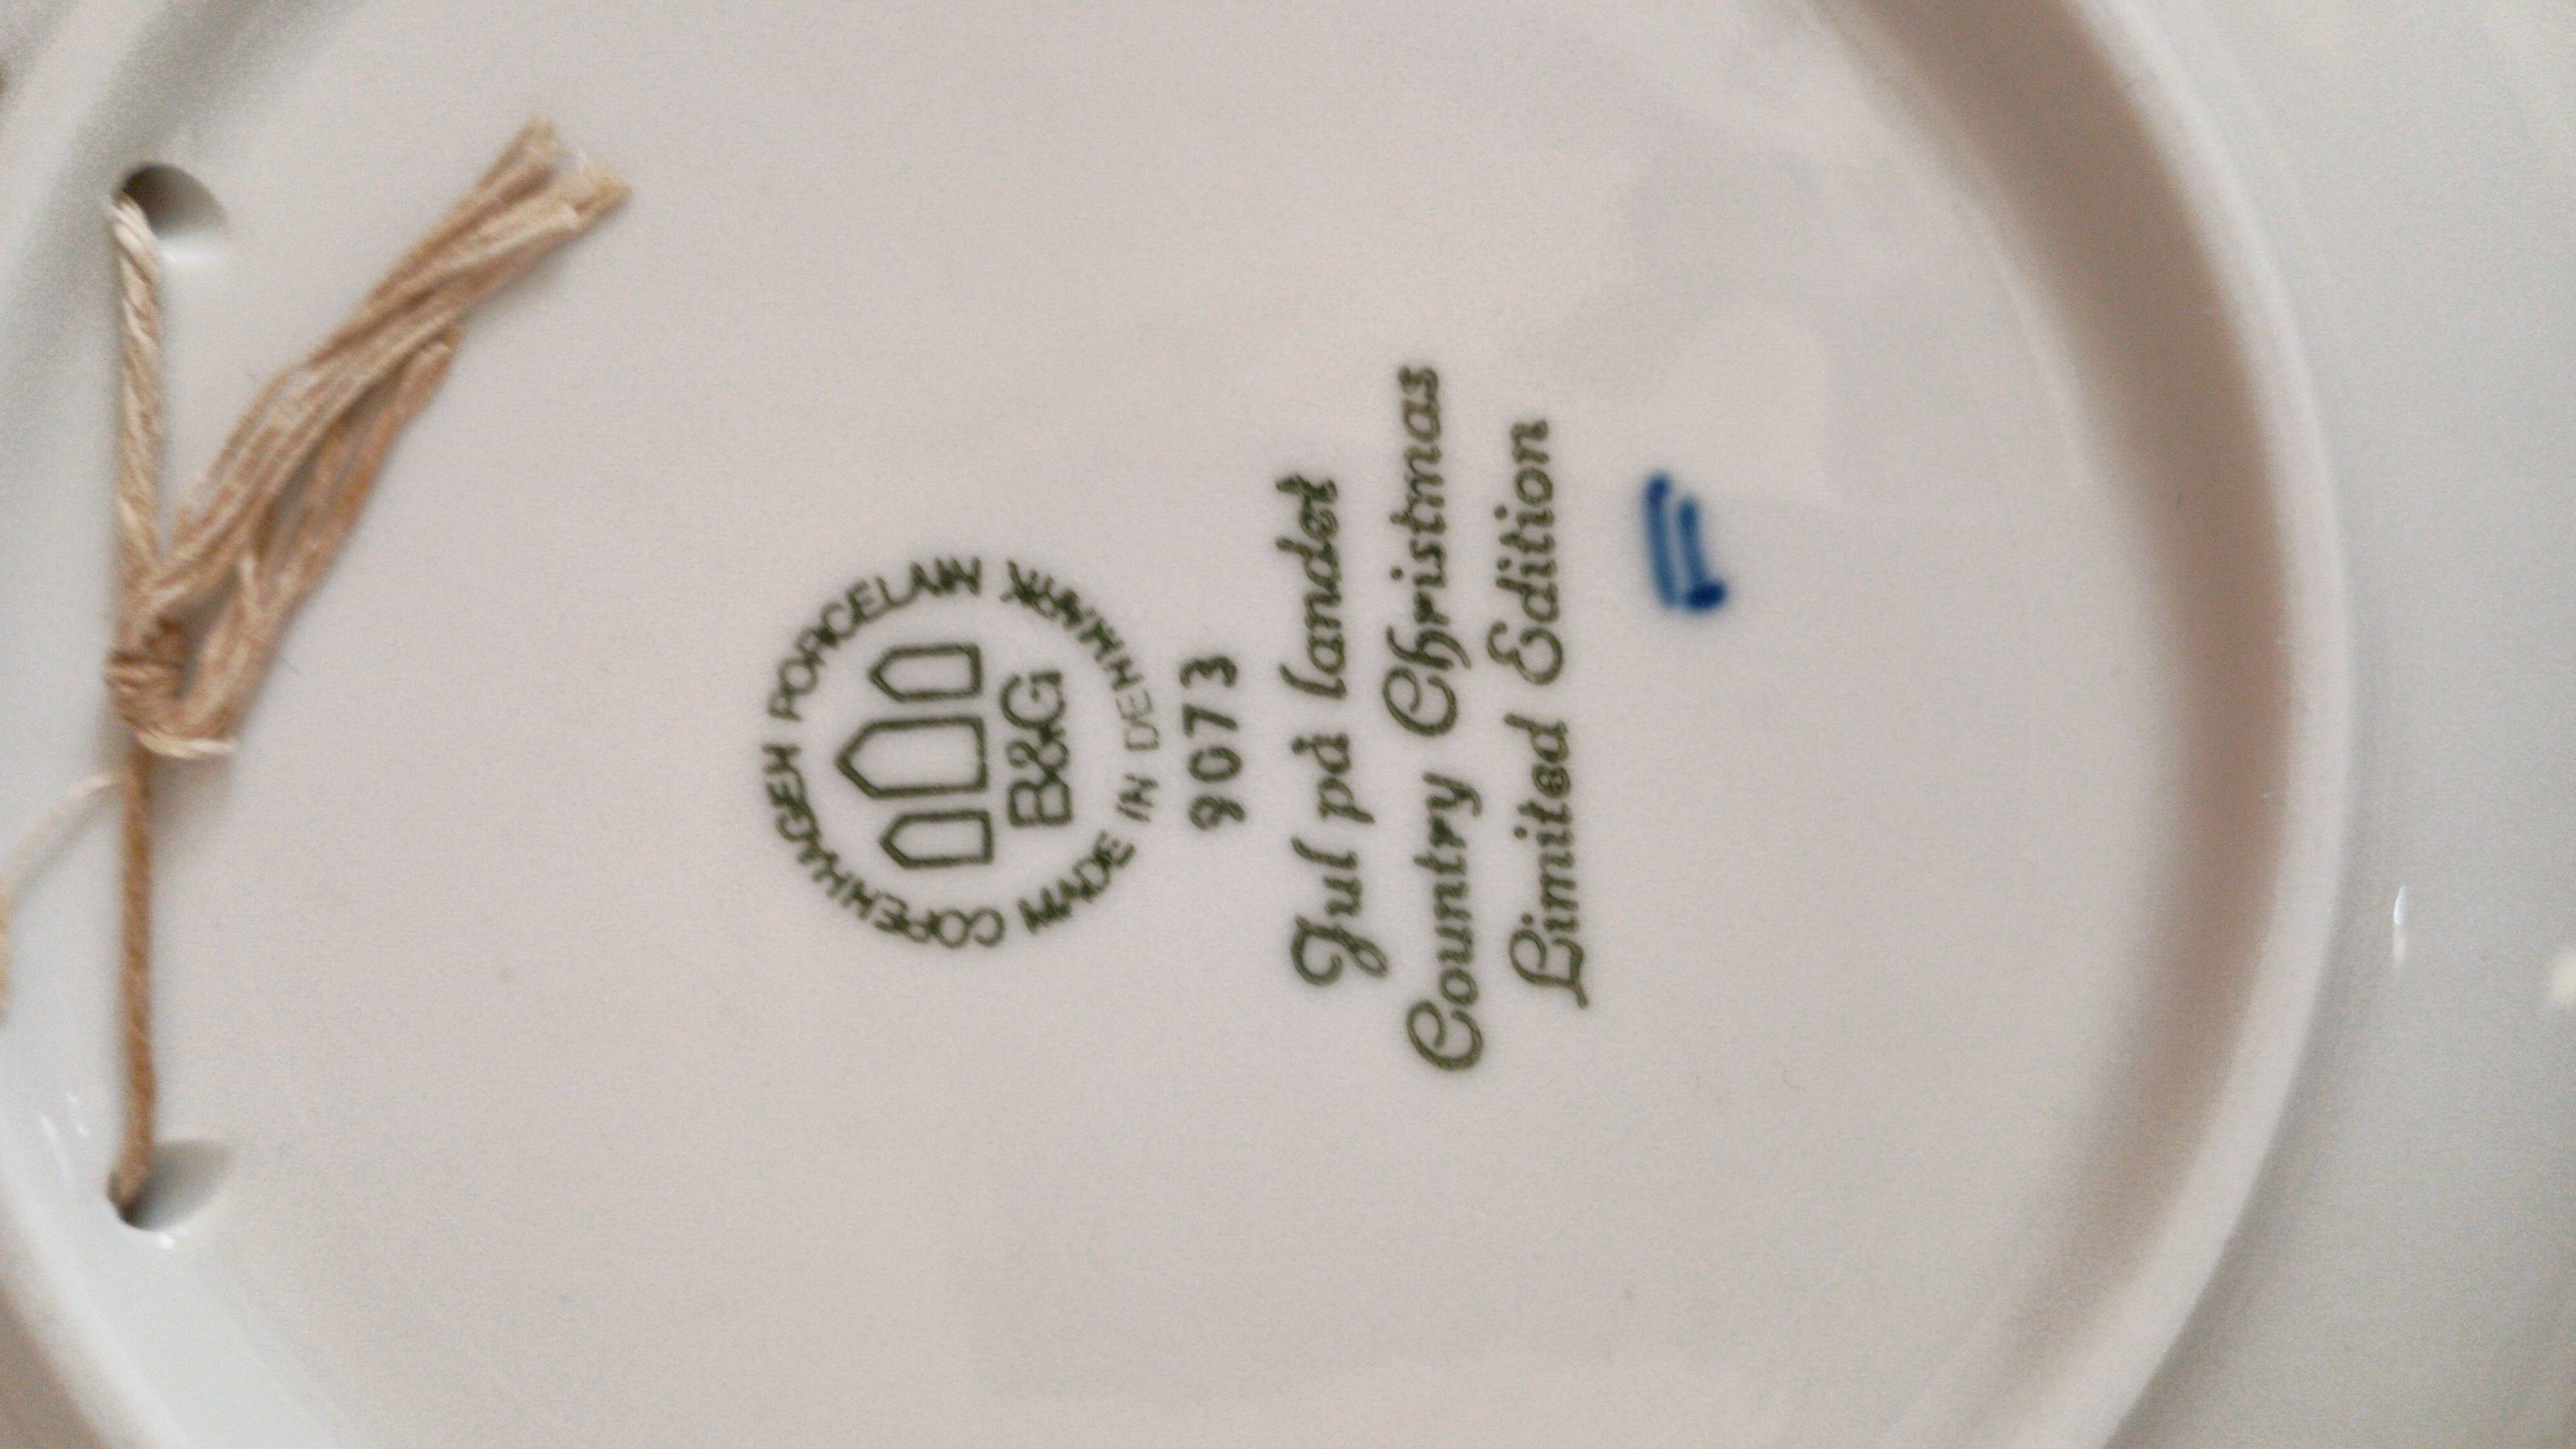 COPENHAGEN PORCELAIN
B&G
MADE IN DENMARK
9073
Jul på landet
Country Christmas
Limited Edition